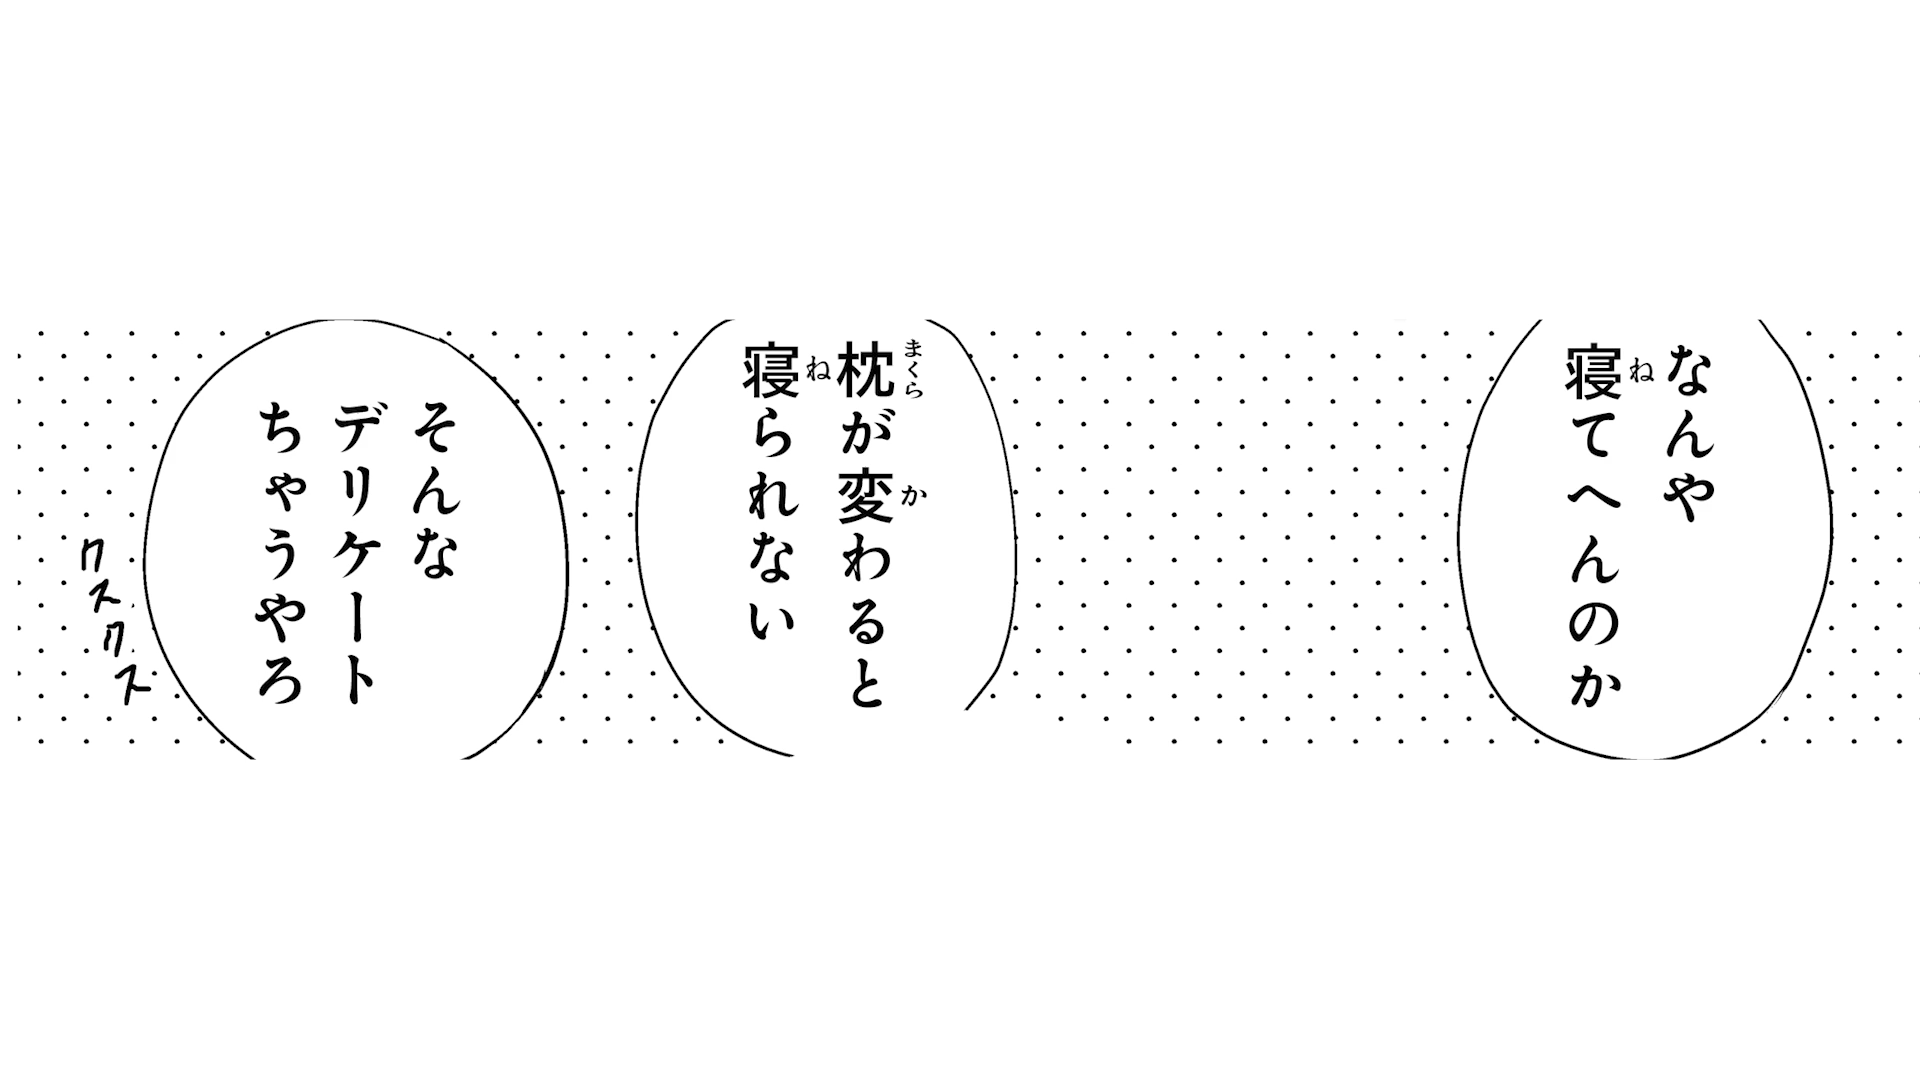 なんや
寝てへんのか
枕が変わると
寝られない
そんな
デリケート
ちゃうやろ
クスクス